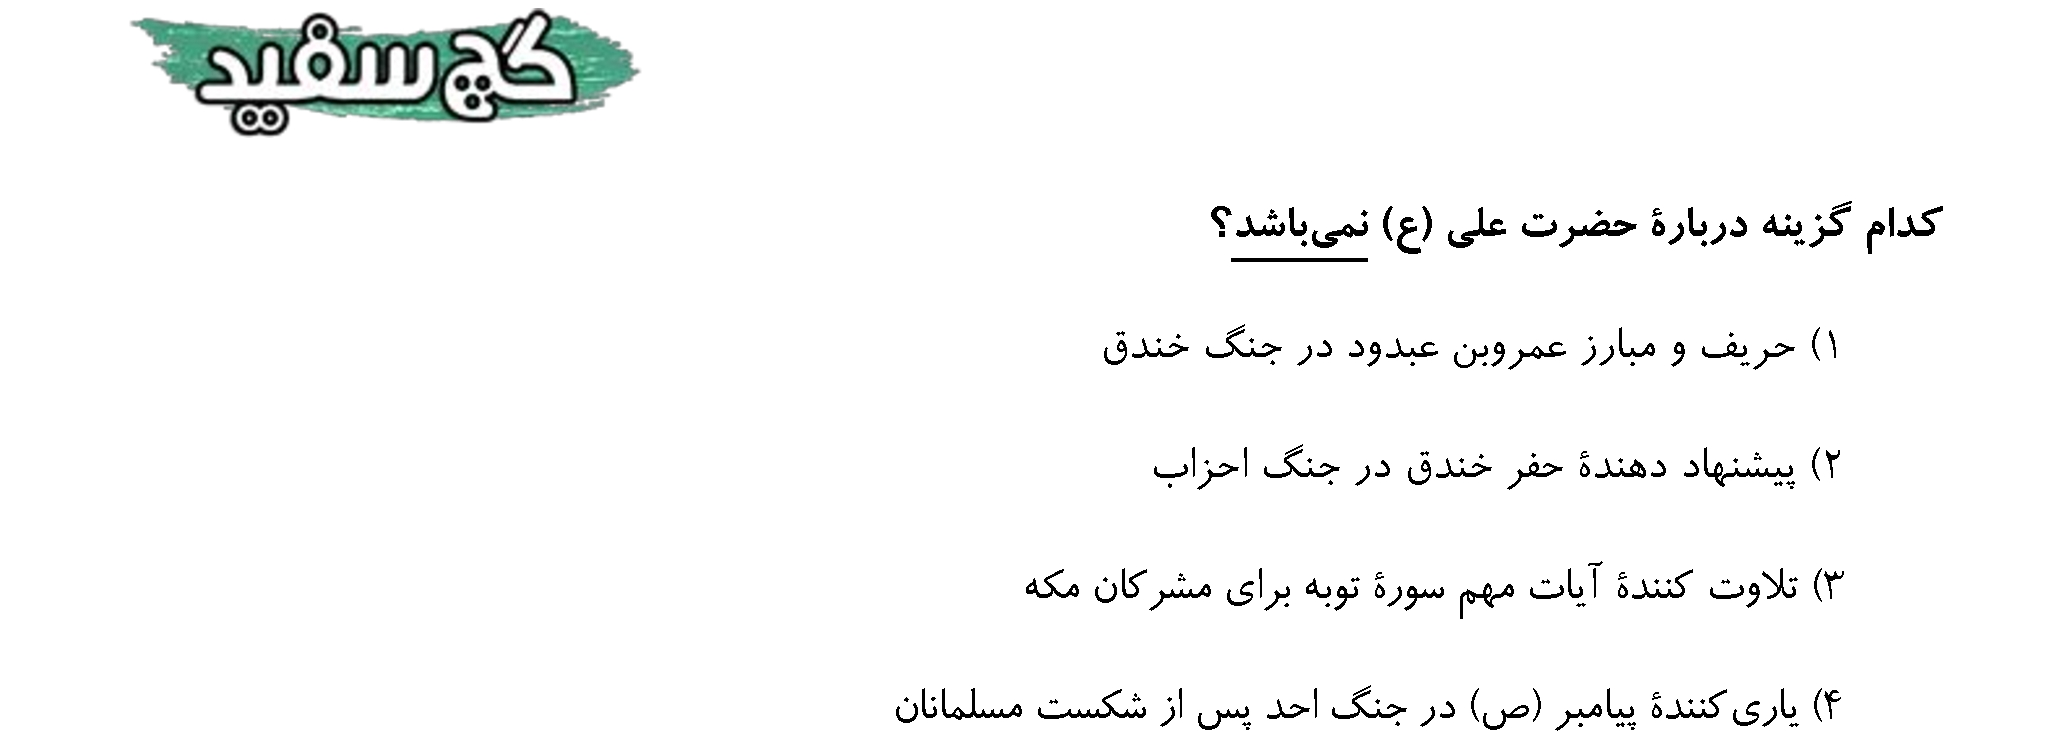 گچ سفید
کدام گزینه دربارهٔ حضرت علی (ع) نمی‌باشد؟
۱) حریف و مبارز عمروبن عبدود در جنگ خندق
۲) پیشنهاد دهندهٔ حفر خندق در جنگ احزاب
۳) تلاوت کنندهٔ آیات مهم سورهٔ توبه برای مشرکان مکه
۴) یاری‌کنندهٔ پیامبر (ص) در جنگ احد پس از شکست مسلمانان